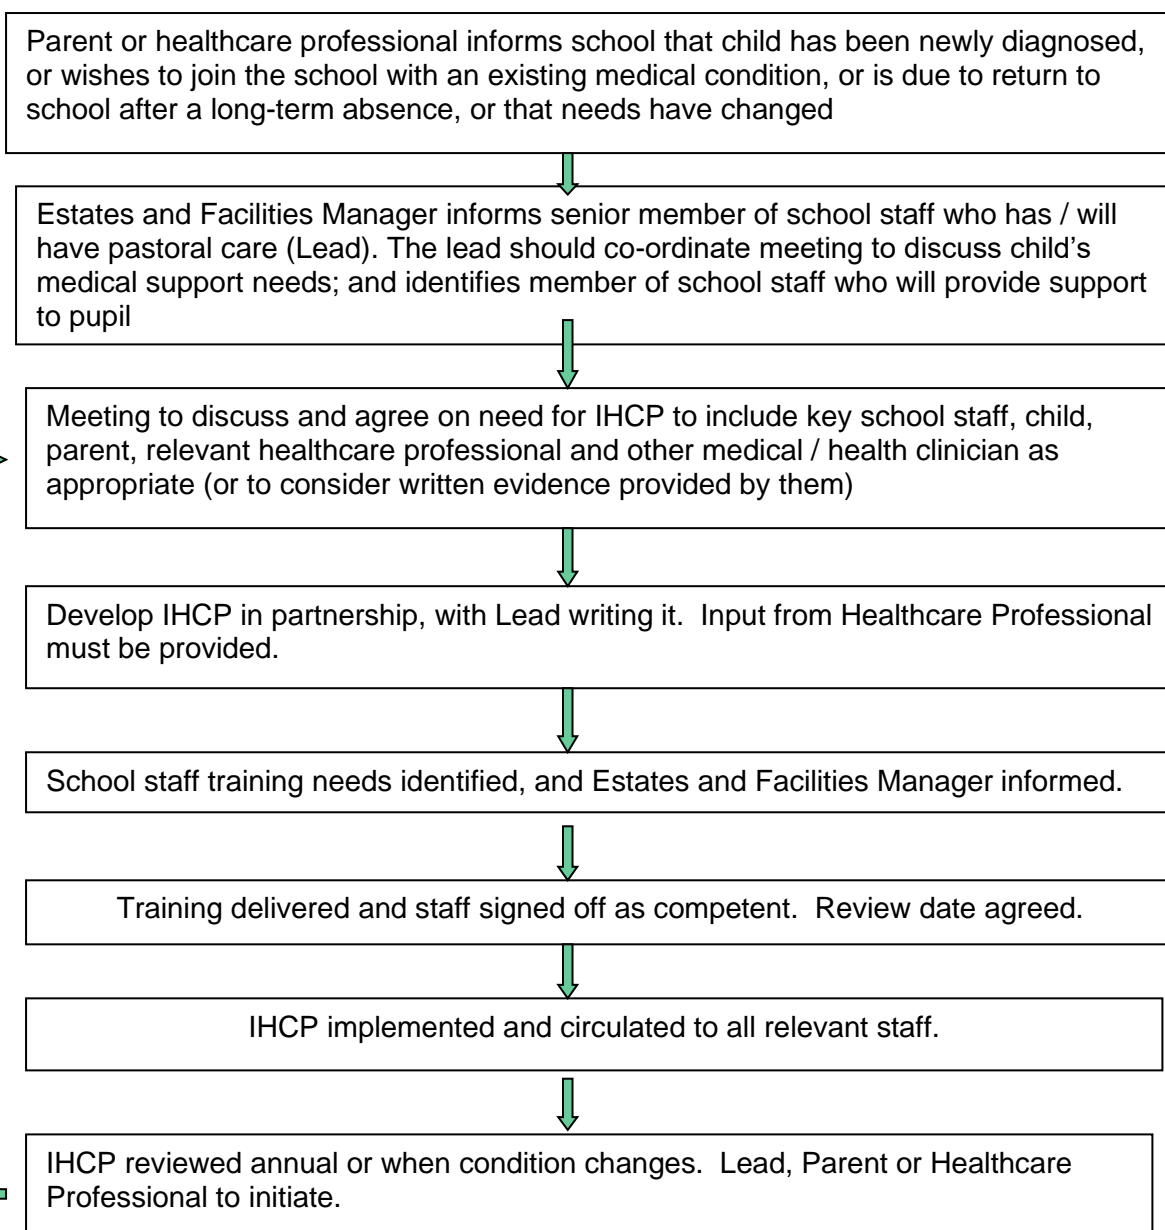 Parent or healthcare professional informs school that child has been newly diagnosed,
or wishes to join the school with an existing medical condition, or is due to return to
school after a long-term absence, or that needs have changed
Estates and Facilities Manager informs senior member of school staff who has / will
have pastoral care (Lead). The lead should co-ordinate meeting to discuss child’s
medical support needs; and identifies member of school staff who will provide support
to pupil
Meeting to discuss and agree on need for IHCP to include key school staff, child,
parent, relevant healthcare professional and other medical / health clinician as
appropriate (or to consider written evidence provided by them)
Develop IHCP in partnership, with Lead writing it.  Input from Healthcare Professional
must be provided.
School staff training needs identified, and Estates and Facilities Manager informed.
Training delivered and staff signed off as competent.  Review date agreed.
IHCP implemented and circulated to all relevant staff.
IHCP reviewed annual or when condition changes.  Lead, Parent or Healthcare
Professional to initiate.